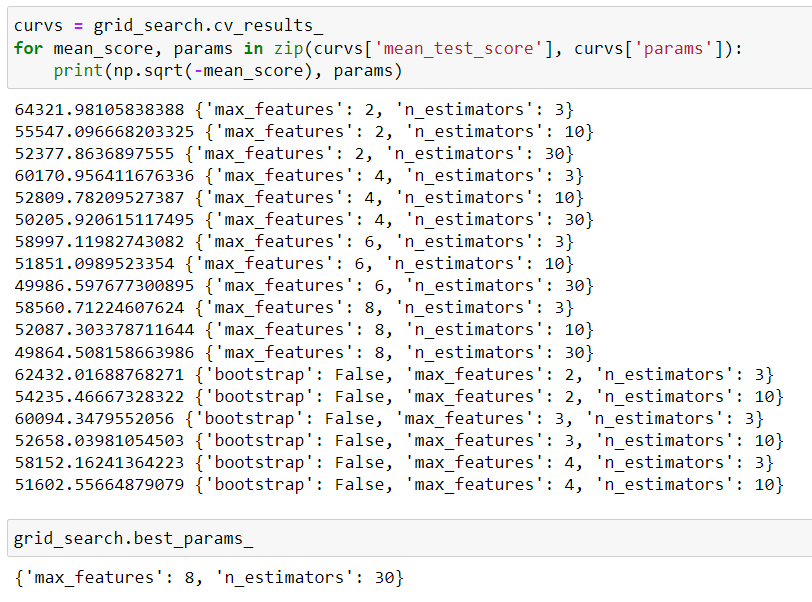 curvs = grid_search.cv_results_
for mean_score, params in zip(curvs['mean_test_score'], curvs['params']):
    print(np.sqrt(-mean_score), params)
64321.98105838388 {'max_features': 2, 'n_estimators': 3}
55547.096668203325 {'max_features': 2, 'n_estimators': 10}
52377.8636897555 {'max_features': 2, 'n_estimators': 30}
60170.956411676336 {'max_features': 4, 'n_estimators': 3}
52809.78209527387 {'max_features': 4, 'n_estimators': 10}
50205.920615117495 {'max_features': 4, 'n_estimators': 30}
58997.11982743082 {'max_features': 6, 'n_estimators': 3}
51851.0989523354 {'max_features': 6, 'n_estimators': 10}
49986.597677300895 {'max_features': 6, 'n_estimators': 30}
58560.71224607624 {'max_features': 8, 'n_estimators': 3}
52087.303378711644 {'max_features': 8, 'n_estimators': 10}
49864.508158663986 {'max_features': 8, 'n_estimators': 30}
62432.01688768271 {'bootstrap': False, 'max_features': 2, 'n_estimators': 3}
54235.46667328322 {'bootstrap': False, 'max_features': 2, 'n_estimators': 10}
60094.3479552056 {'bootstrap': False, 'max_features': 3, 'n_estimators': 3}
52658.03981054503 {'bootstrap': False, 'max_features': 3, 'n_estimators': 10}
58152.16241364223 {'bootstrap': False, 'max_features': 4, 'n_estimators': 3}
51602.55664879079 {'bootstrap': False, 'max_features': 4, 'n_estimators': 10}
grid_search.best_params_
{'max_features': 8, 'n_estimators': 30}